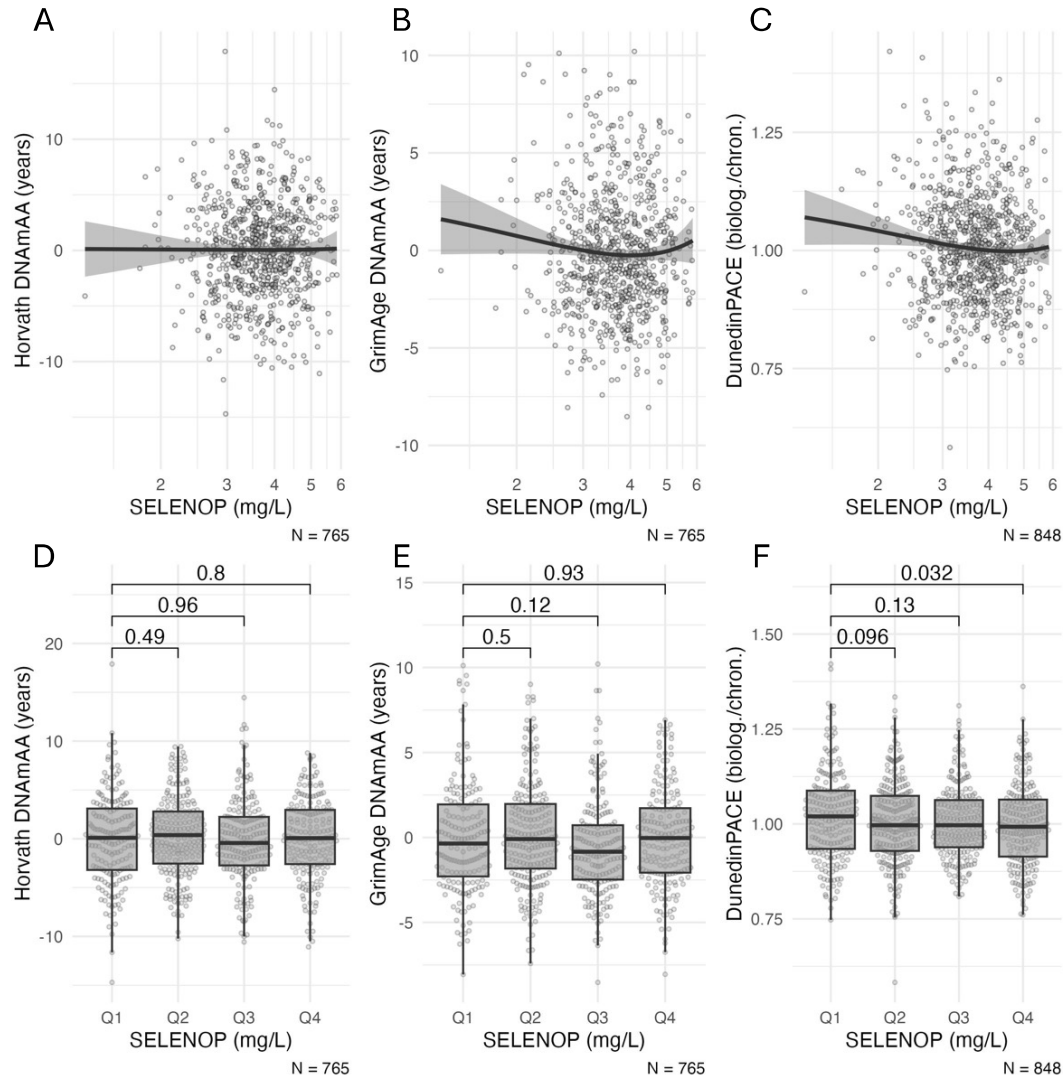 A
Horvath DNAmAA (years)
10
0
-10
2
3
4
5
6
SELENOP (mg/L)
N = 765
B
GrimAge DNAmAA (years)
10
5
0
-5
-10
2
3
4
5
6
SELENOP (mg/L)
N = 765
C
DunedinPACE (biolog./chron.)
1.25
1.00
0.75
2
3
4
5
6
SELENOP (mg/L)
N = 848
D
Horvath DNAmAA (years)
20
10
0
-10
0.8
0.96
0.49
Q1 Q2 Q3 Q4
SELENOP (mg/L)
N = 765
E
GrimAge DNAmAA (years)
15
10
5
0
-5
0.93
0.12
0.5
Q1 Q2 Q3 Q4
SELENOP (mg/L)
N = 765
F
DunedinPACE (biolog./chron.)
1.50
1.25
1.00
0.75
0.032
0.13
0.096
Q1 Q2 Q3 Q4
SELENOP (mg/L)
N = 848